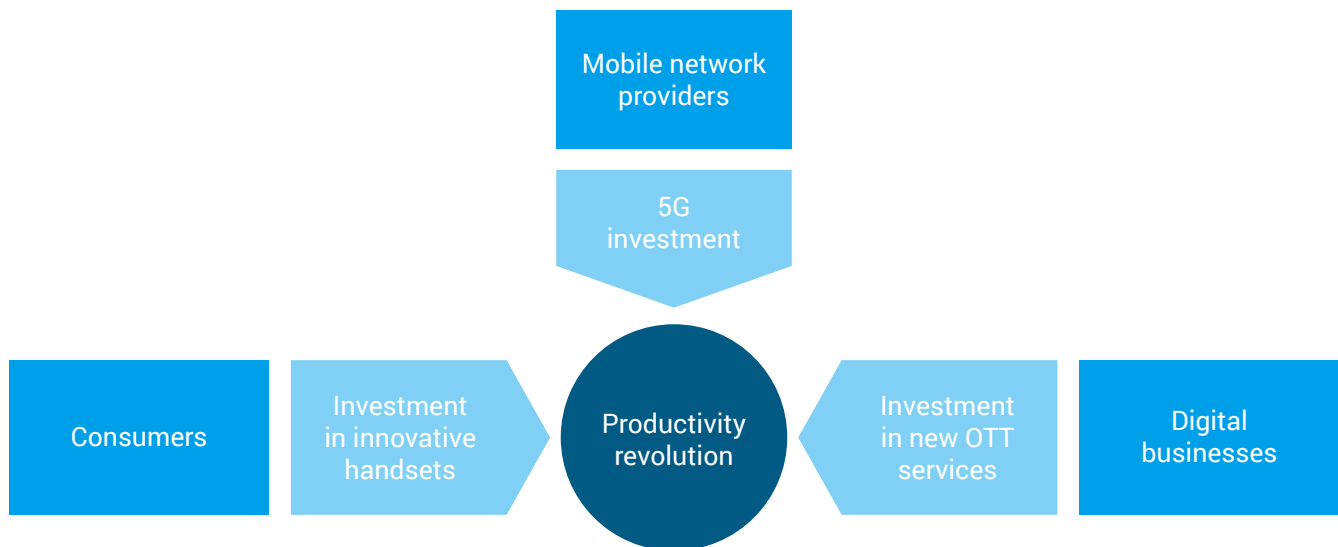 Mobile network
providers
5G
investment
Consumers
Investment
in innovative
handsets
Productivity
revolution
Investment
in new OTT
services
Digital
businesses